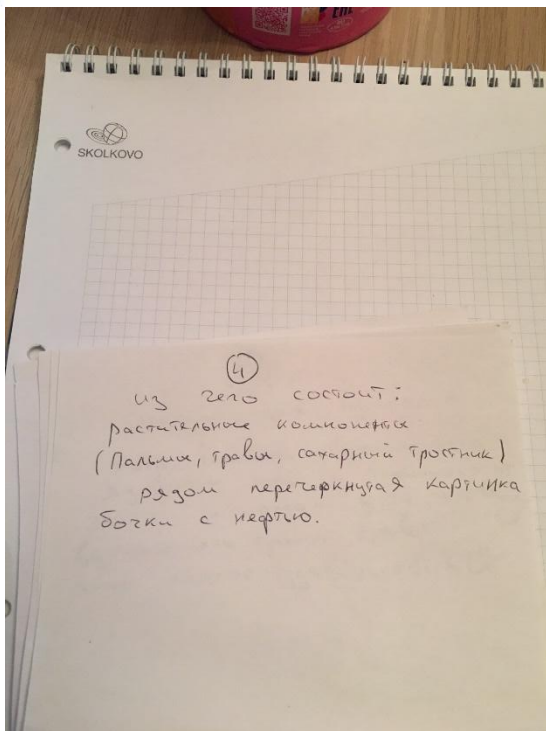 SKOLKOVO
4
из чего состоит:
растительные компоненты
(Пальмы, травы, сахарный тростник)
рядом перечеркнутая картинка
бочки с нефтью.